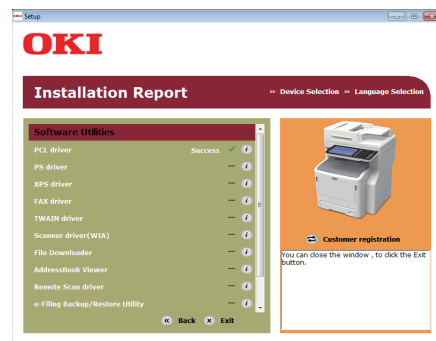 Setup
OKI
Installation Report
» Device Selection » Language Selection
Software Utilities
PCL driver Success
PS driver
XPS driver
FAX driver
TWAIN driver
Scanner driver(WIA)
File Downloader
AddressBook Viewer
Remote Scan driver
e-Filing Backup/Restore Utility
Back Exit
Customer registration
You can close the window , to click the Exit
button.